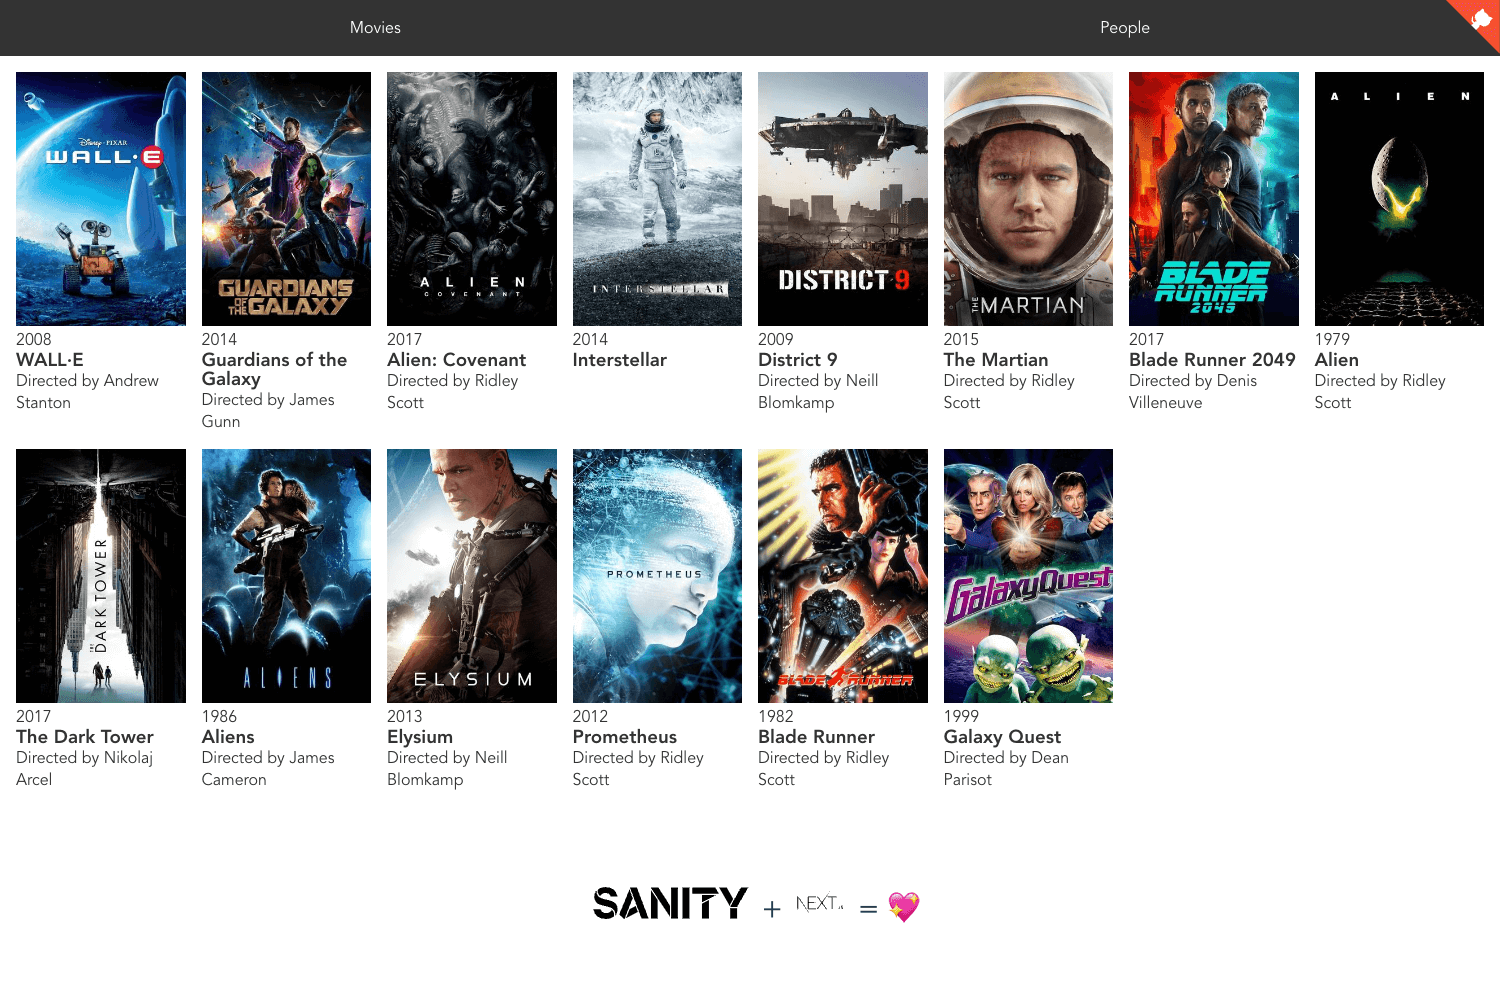 Movies
People
Disney · PIXAR
WALL·E
GUARDIANS
OF THE
GALAXY
ALIEN
COVENANT
INTERSTELLAR
DISTRICT 9
THE MARTIAN
BLADE
RUNNER
2049
ALIEN
2008
WALL·E
Directed by Andrew
Stanton
2014
Guardians of the
Galaxy
Directed by James
Gunn
2017
Alien: Covenant
Directed by Ridley
Scott
2014
Interstellar
2009
District 9
Directed by Neill
Blomkamp
2015
The Martian
Directed by Ridley
Scott
2017
Blade Runner 2049
Directed by Denis
Villeneuve
1979
Alien
Directed by Ridley
Scott
THE DARK TOWER
ALIENS
ELYSIUM
PROMETHEUS
BLADE RUNNER
GalaxyQuest
2017
The Dark Tower
Directed by Nikolaj
Arcel
1986
Aliens
Directed by James
Cameron
2013
Elysium
Directed by Neill
Blomkamp
2012
Prometheus
Directed by Ridley
Scott
1982
Blade Runner
Directed by Ridley
Scott
1999
Galaxy Quest
Directed by Dean
Parisot
SANITY + NEXT.JS = 💖